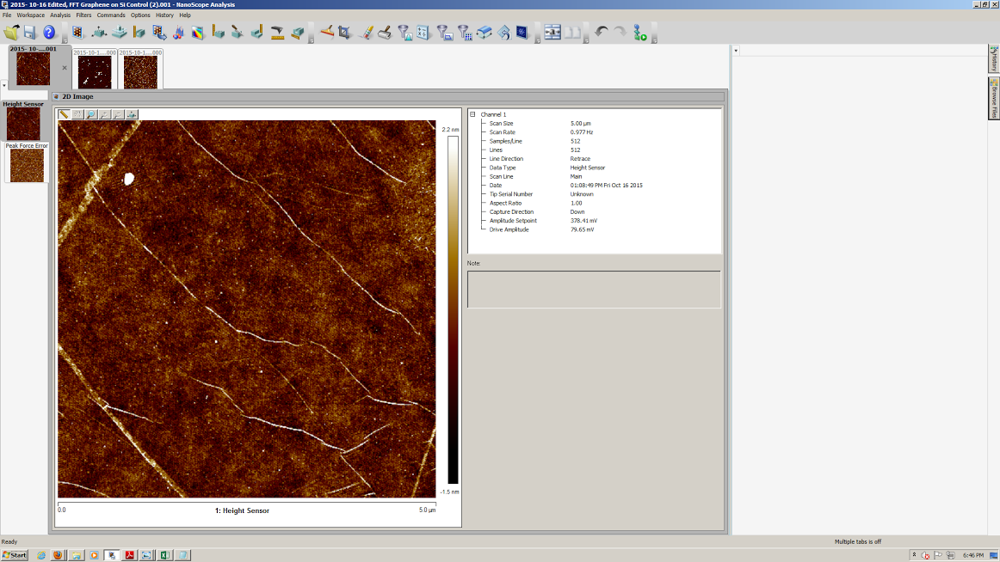 2015- 10-16 Edited, FFT Graphene on Si Control (2).001 - NanoScope Analysis
File Workspace Analysis Filters Commands Options History Help
2015- 10-....001
2015-10-1....000
2015-10-1....000
History
Browse Files
2D Image
Height Sensor
Peak Force Error
2.2 nm
-1.5 nm
0.0
1: Height Sensor
5.0 µm
Channel 1
Scan Size 5.00 µm
Scan Rate 0.977 Hz
Samples/Line 512
Lines 512
Line Direction Retrace
Data Type Height Sensor
Scan Line Main
Date 01:08:49 PM Fri Oct 16 2015
Tip Serial Number Unknown
Aspect Ratio 1.00
Capture Direction Down
Amplitude Setpoint 378.41 mV
Drive Amplitude 79.65 mV
Note:
Ready
Multiple tabs is off
Start
6:46 PM